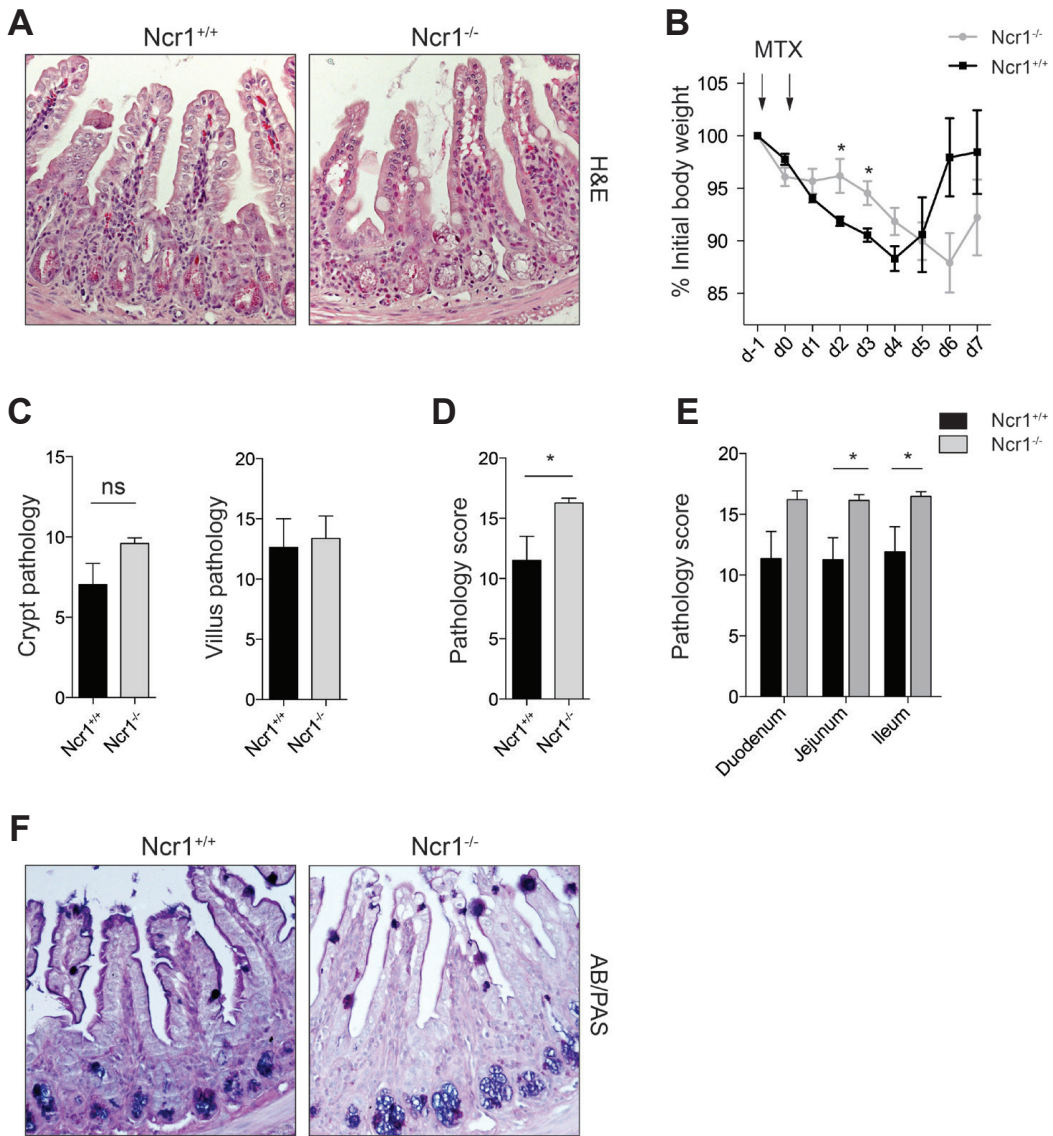 A
Ncr1+/+
Ncr1-/-
H&E
B
MTX
Ncr1-/-
Ncr1+/+
% Initial body weight
105
100
95
90
85
*
*
d-1
d0
d1
d2
d3
d4
d5
d6
d7
C
Crypt pathology
15
10
5
0
ns
Ncr1+/+
Ncr1-/-
Villus pathology
20
15
10
5
0
Ncr1+/+
Ncr1-/-
D
Pathology score
20
15
10
5
0
*
Ncr1+/+
Ncr1-/-
E
Ncr1+/+
Ncr1-/-
Pathology score
20
15
10
5
0
*
*
Duodenum
Jejunum
Ileum
F
Ncr1+/+
Ncr1-/-
AB/PAS